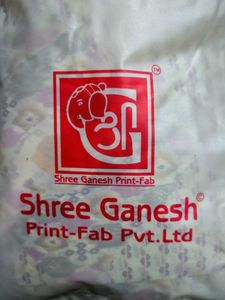 TM
Shree Ganesh Print-Fab
Shree Ganesh©
Print-Fab Pvt.Ltd